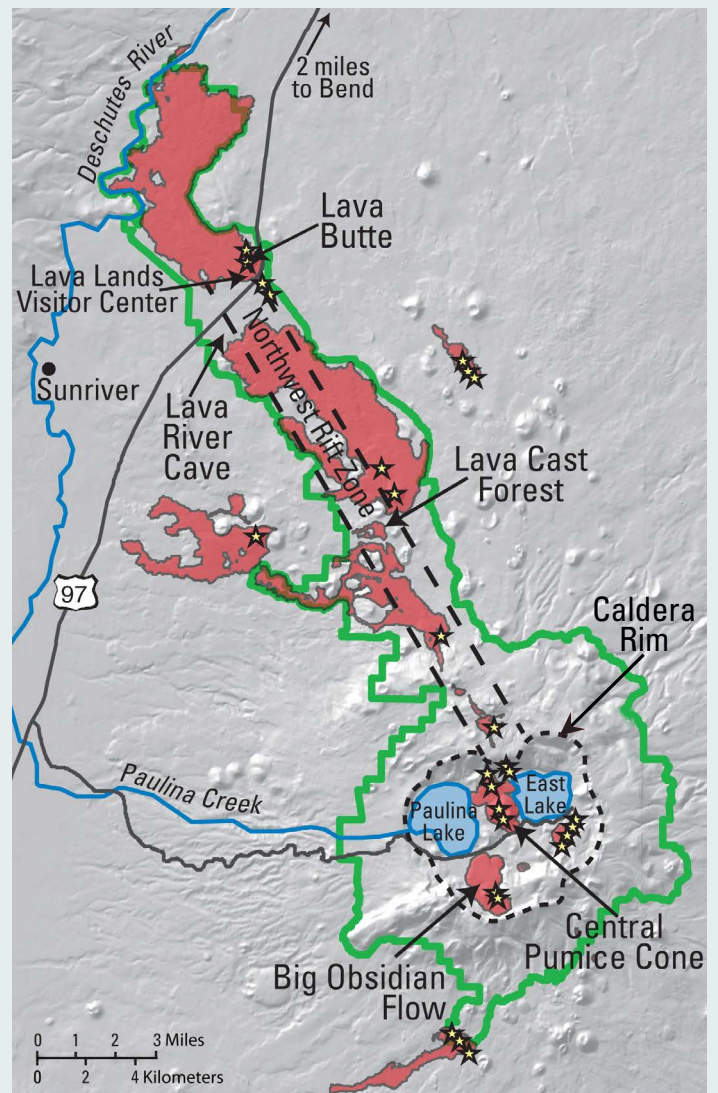 Deschutes River
2 miles
to Bend
Lava
Butte
Lava Lands
Visitor Center
Northwest Rift Zone
Sunriver
Lava
River
Cave
Lava Cast
Forest
97
Caldera
Rim
Paulina Creek
Paulina
Lake
East
Lake
Central
Pumice Cone
Big Obsidian
Flow
0 1 2 3 Miles
0 2 4 Kilometers